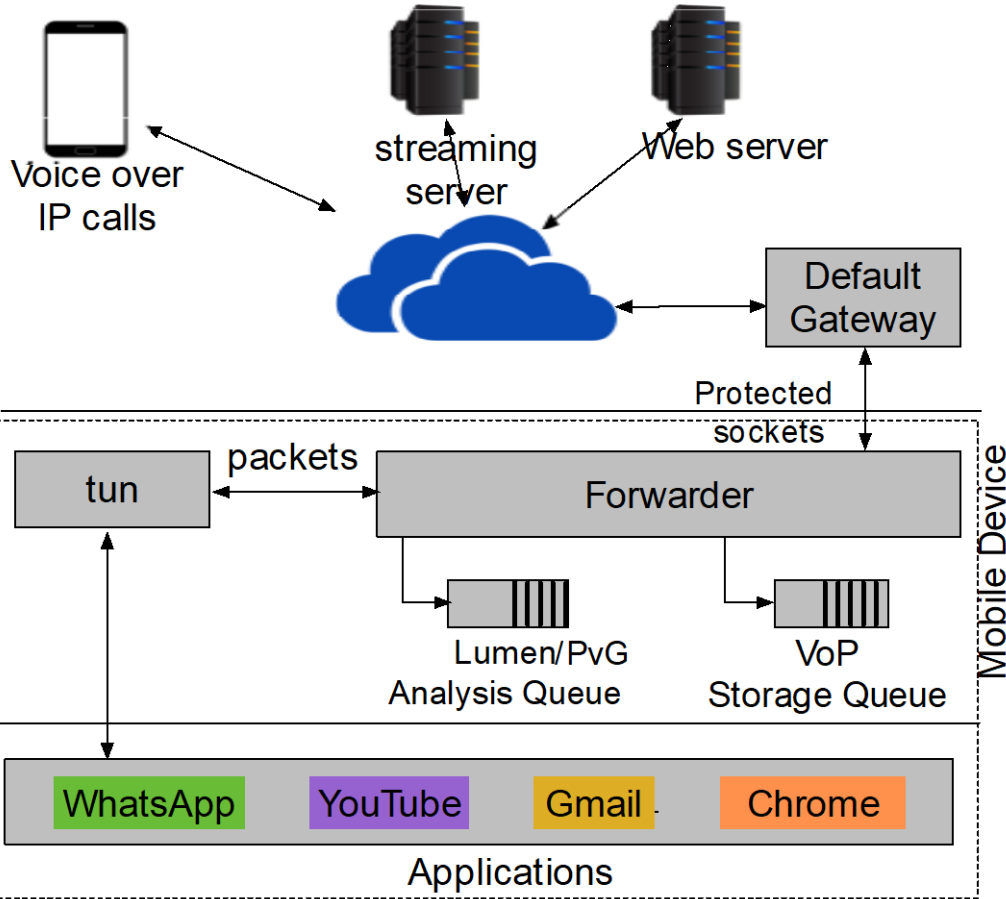 streaming
server
Web server
Voice over
IP calls
Default
Gateway
Protected
sockets
packets
tun
Forwarder
Mobile Device
Lumen/PvG
Analysis Queue
VoP
Storage Queue
WhatsApp
YouTube
Gmail
Chrome
Applications